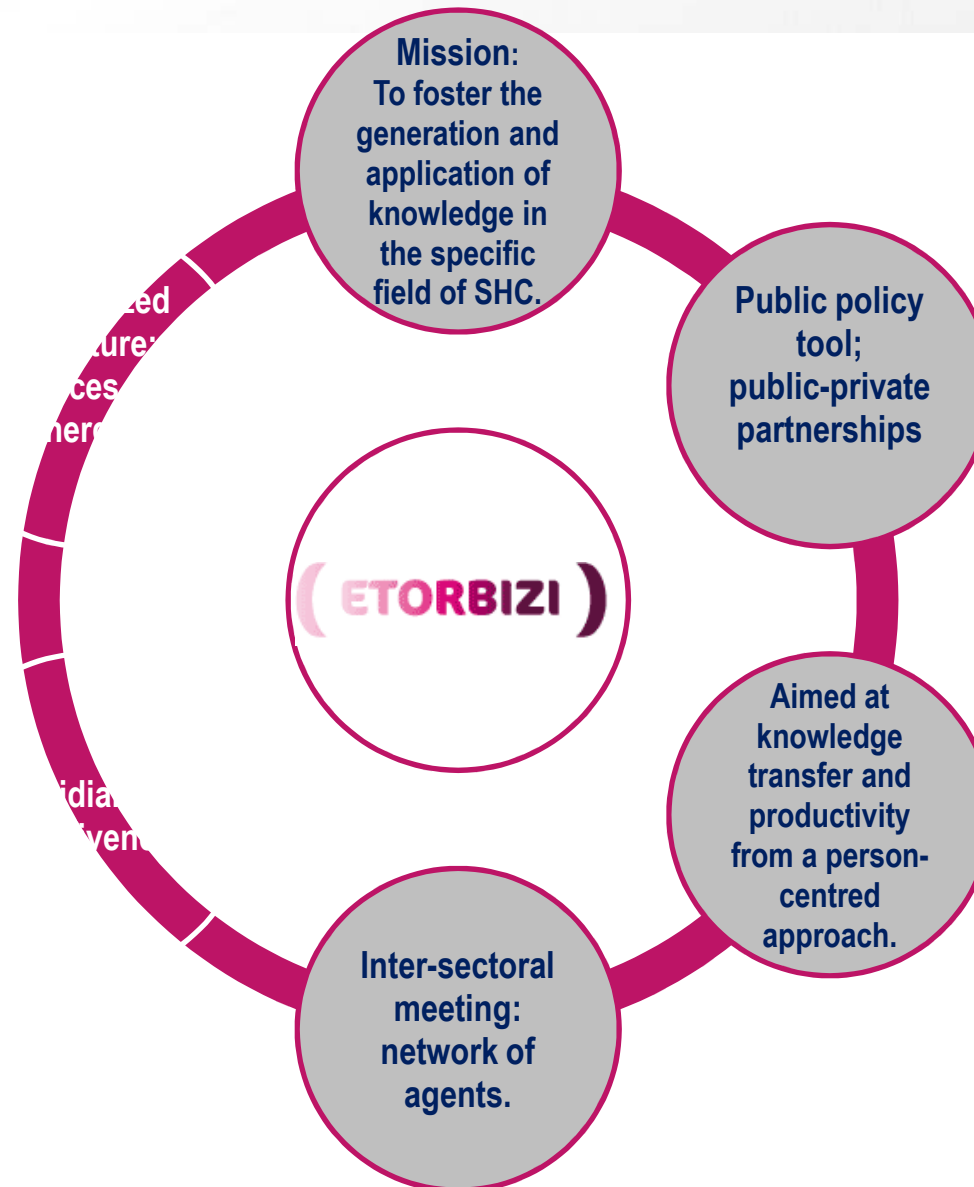 Mission:
To foster the
generation and
application of
knowledge in
the specific
field of SHC.
Public policy
tool;
public-private
partnerships
Aimed at
knowledge
transfer and
productivity
from a person-
centred
approach.
Inter-sectoral
meeting:
network of
agents.
( ETORBIZI )